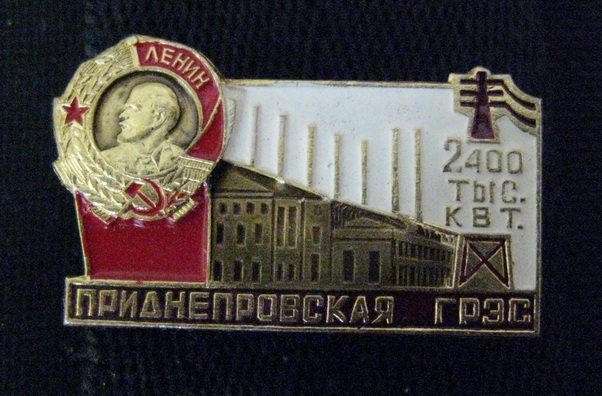 ЛЕНИН
2400
ТЫС.
КВТ.
ПРИДНЕПРОВСКАЯ ГРЭС